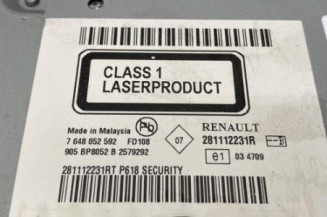 CLASS 1
LASERPRODUCT
Made in Malaysia Pb 07 RENAULT
7 648 052 592 FD108 281112231R
905 BP8052 B 2579292 e1 03 4709
281112231RT P618 SECURITY